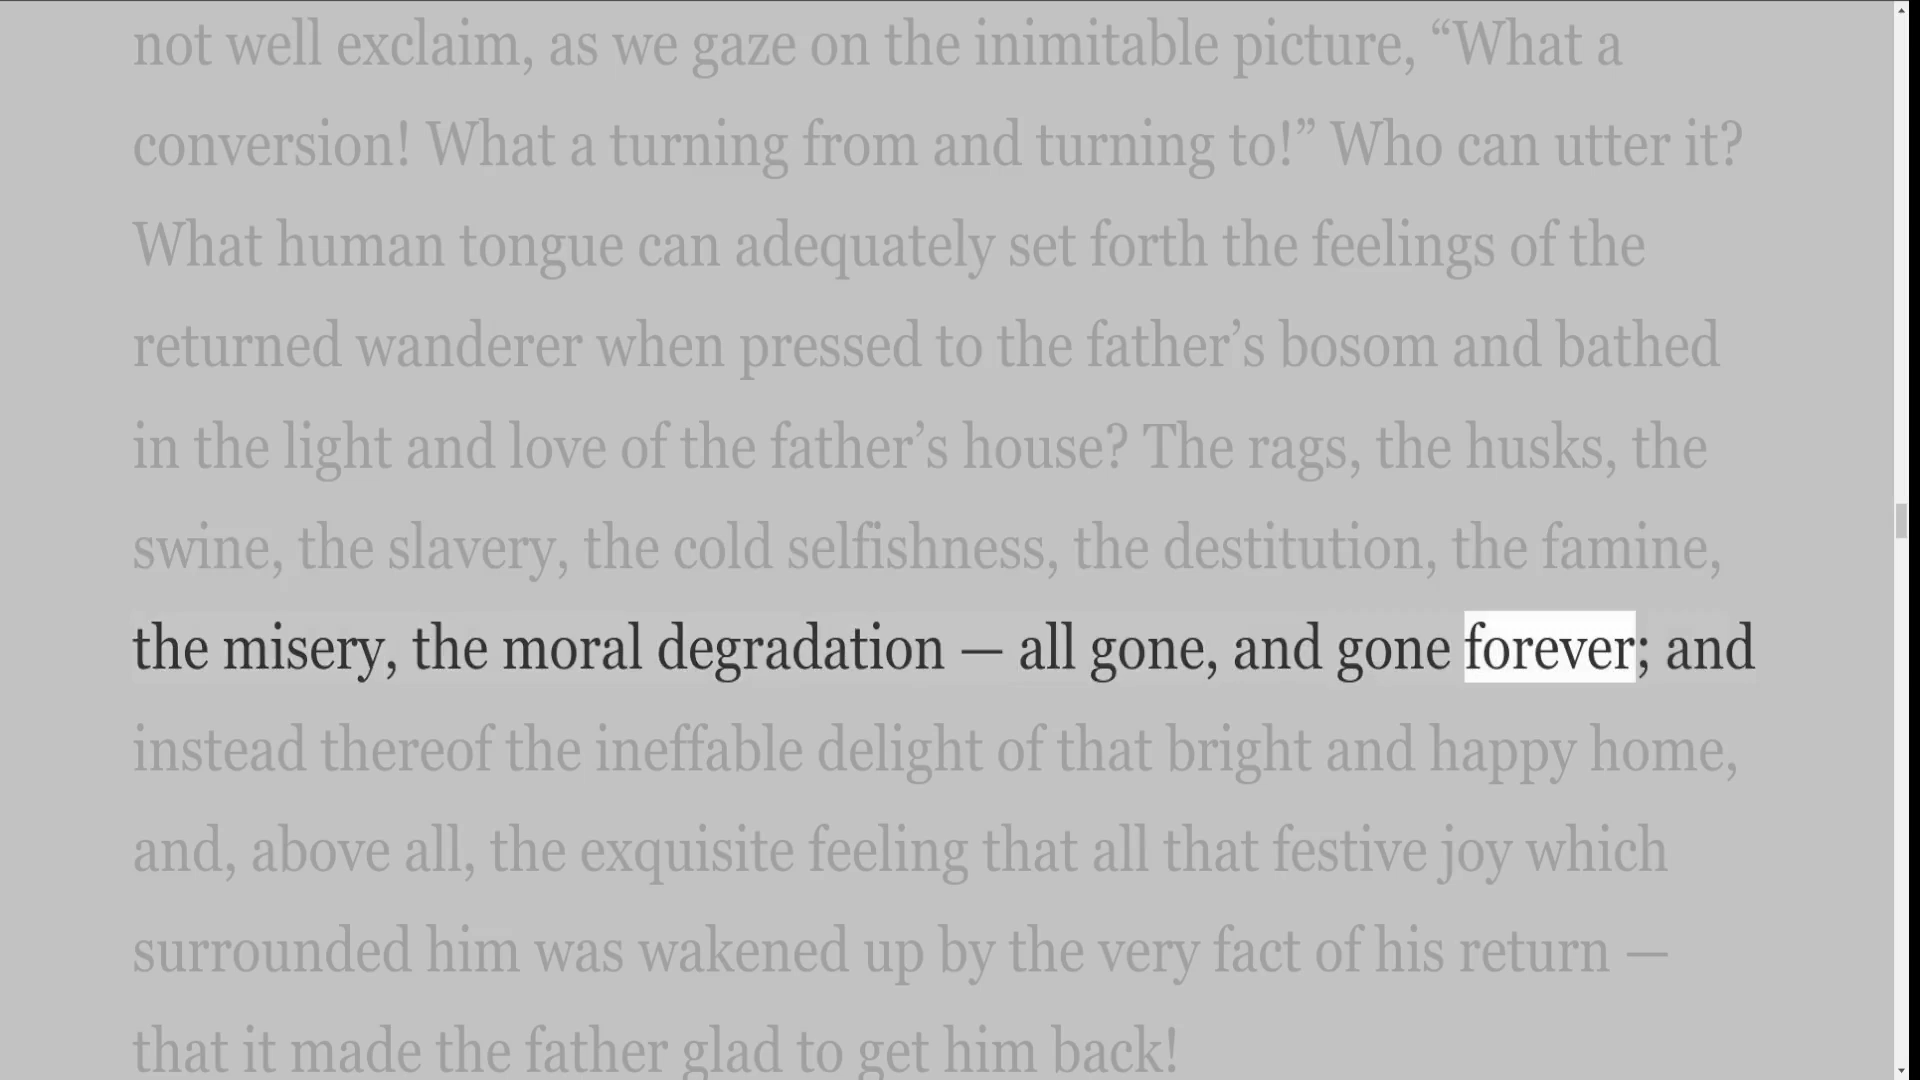 not well exclaim, as we gaze on the inimitable picture, “What a
conversion! What a turning from and turning to!” Who can utter it?
What human tongue can adequately set forth the feelings of the
returned wanderer when pressed to the father’s bosom and bathed
in the light and love of the father’s house? The rags, the husks, the
swine, the slavery, the cold selfishness, the destitution, the famine,
the misery, the moral degradation — all gone, and gone forever; and
instead thereof the ineffable delight of that bright and happy home,
and, above all, the exquisite feeling that all that festive joy which
surrounded him was wakened up by the very fact of his return —
that it made the father glad to get him back!